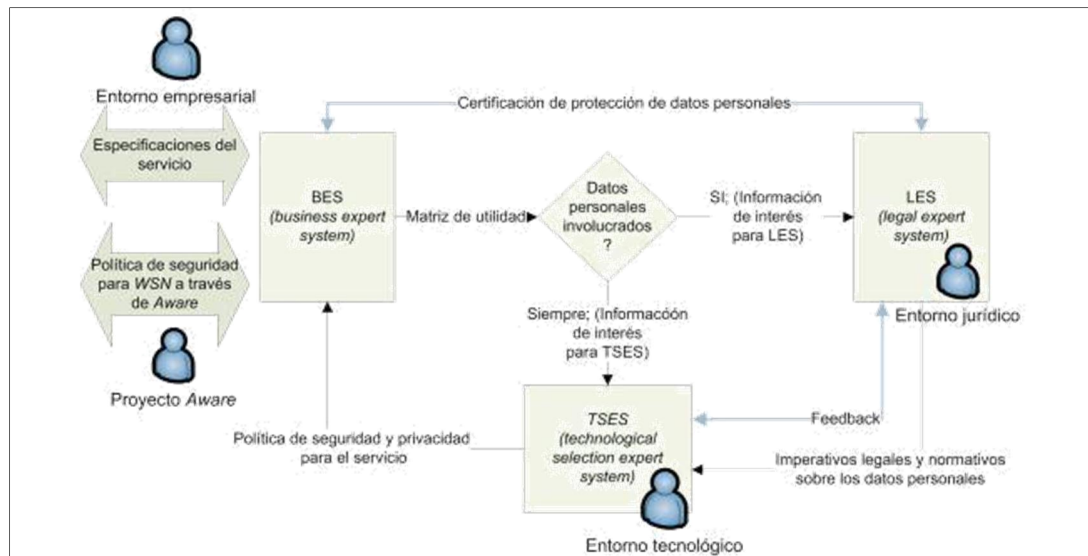 Entorno empresarial
Especificaciones del
servicio
Política de seguridad
para WSN a través
de Aware
Proyecto Aware
Certificación de protección de datos personales
BES
(business expert
system)
Matriz de utilidad
Datos
personales
involucrados
?
SI; (Información
de interés
para LES)
LES
(legal expert
system)
Entorno jurídico
Siempre; (Informacóón
de interés
para TSES)
TSES
(technological
selection expert
system)
Entorno tecnológico
Feedback
Imperativos legales y normativos
sobre los datos personales
Política de seguridad y privacidad
para el servicio